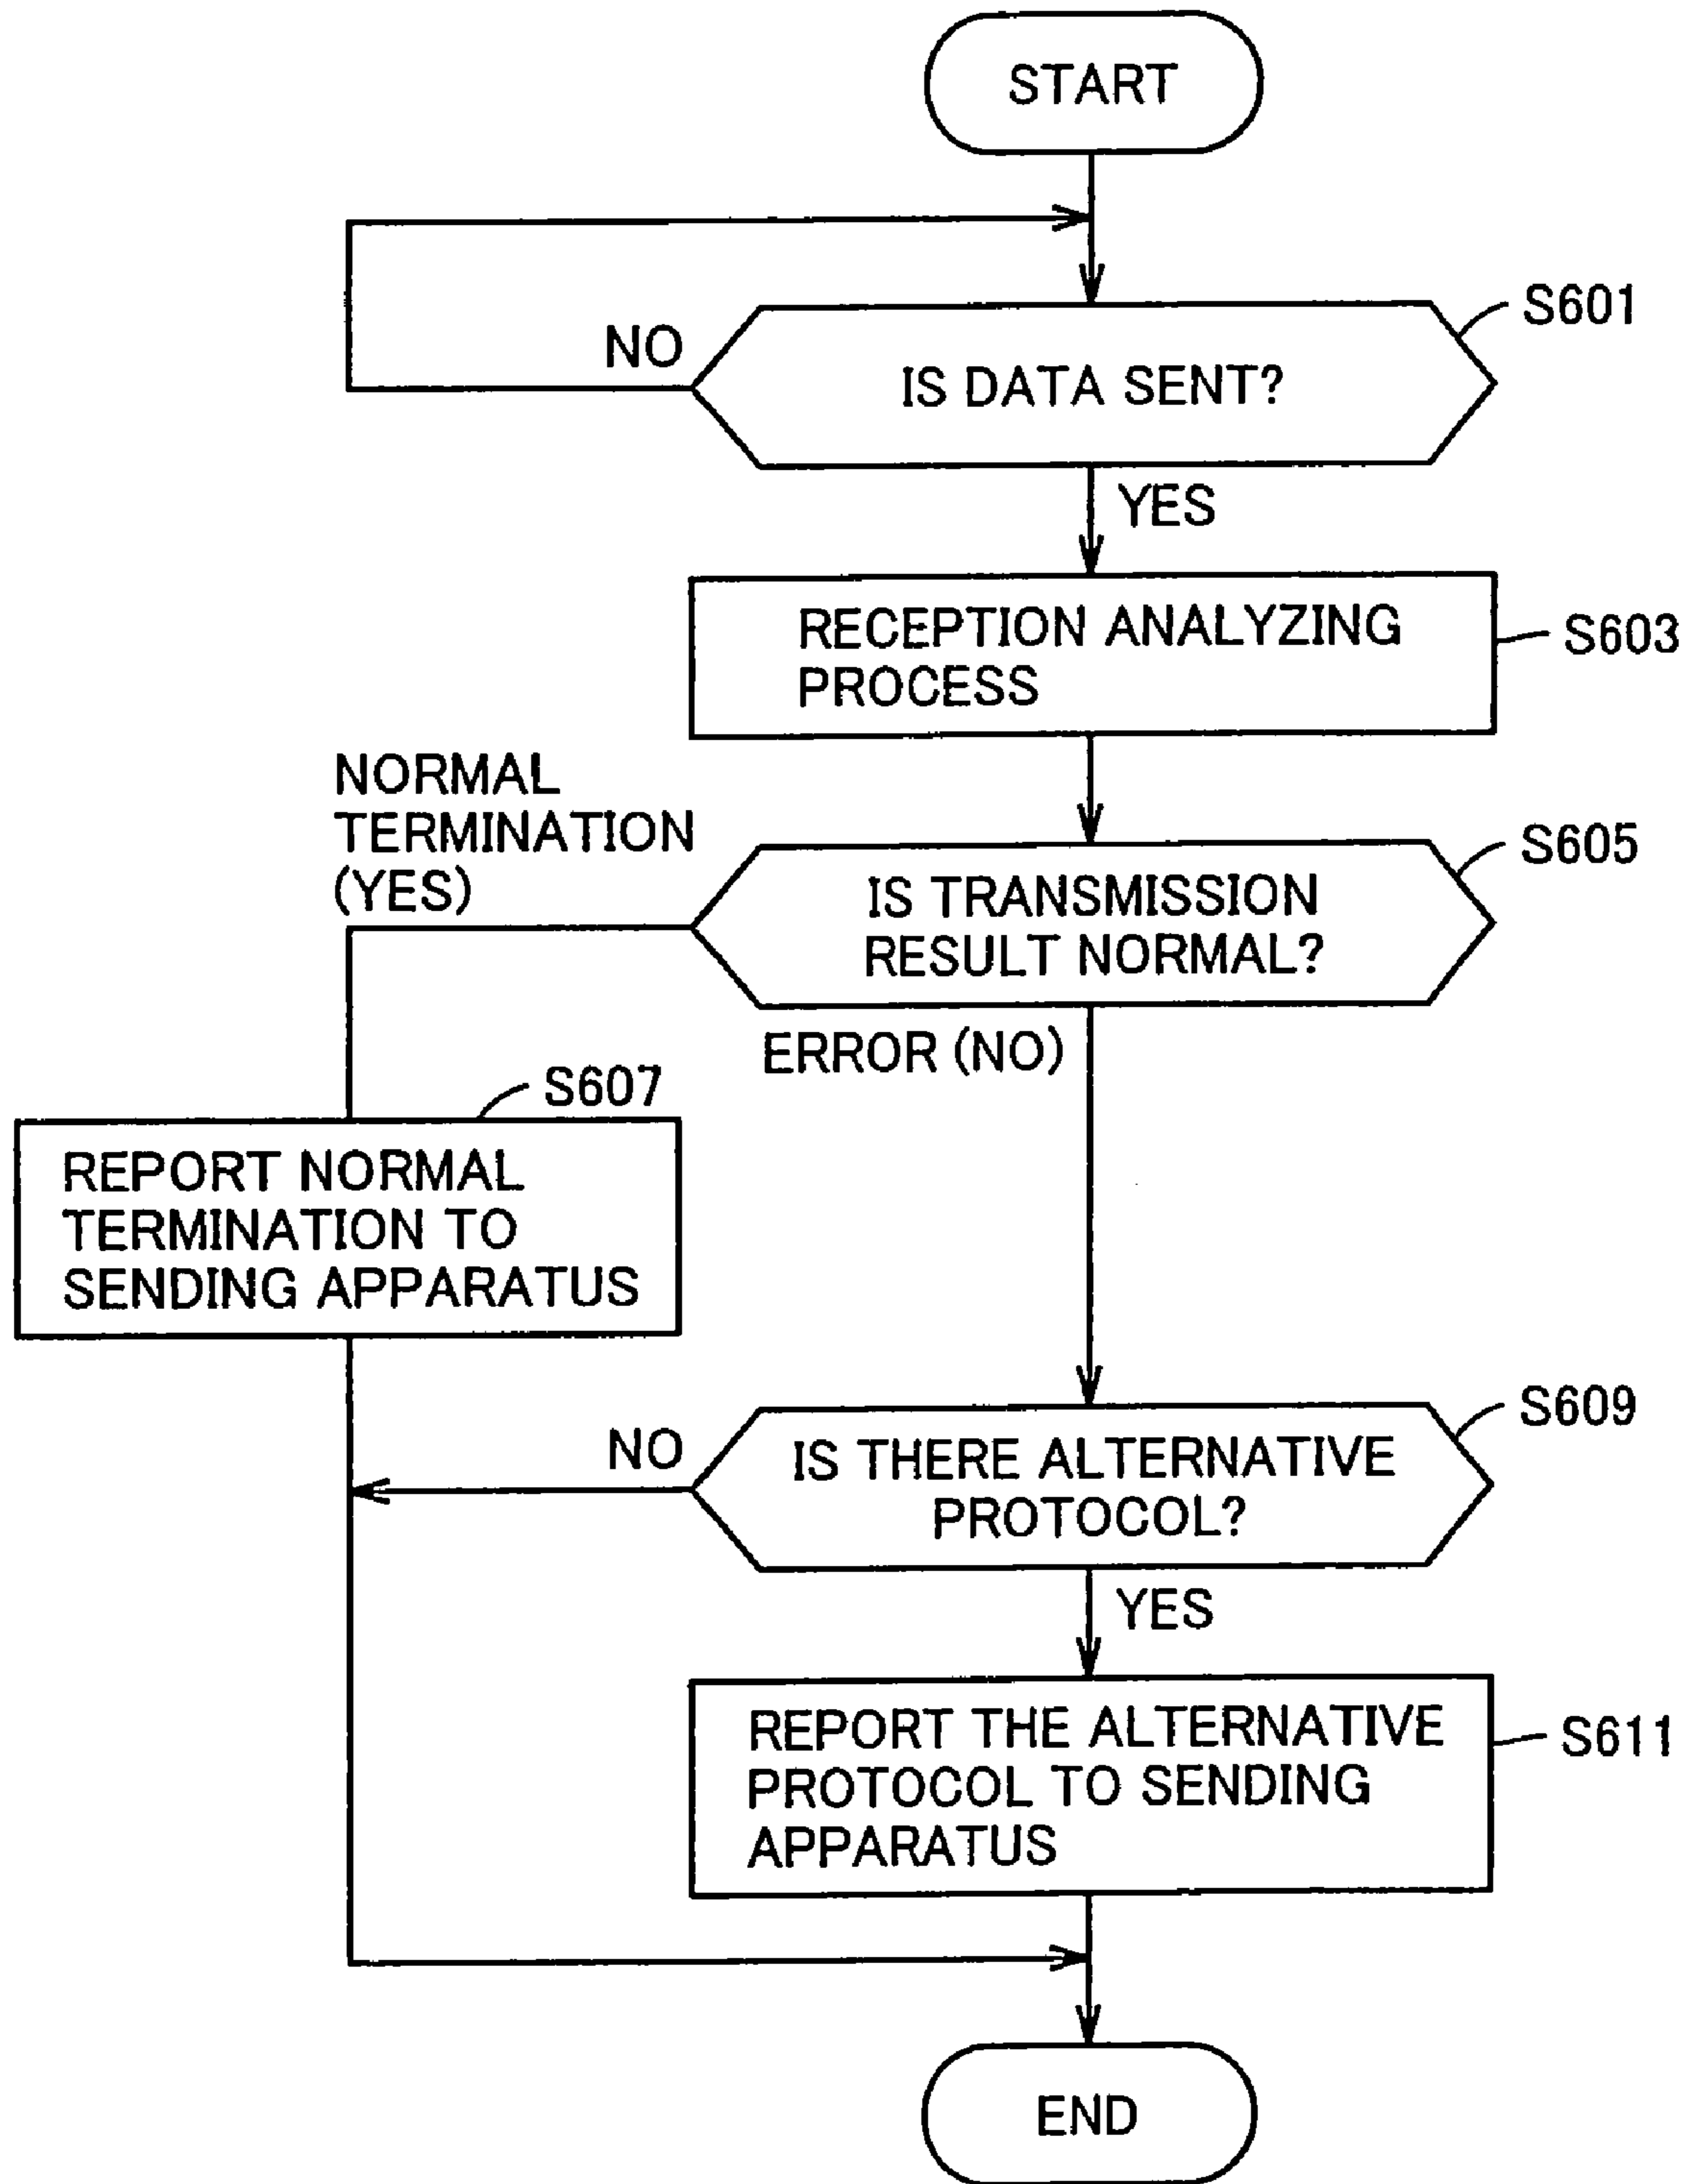 START
NO
S601
IS DATA SENT?
YES
RECEPTION ANALYZING
PROCESS
S603
NORMAL
TERMINATION
(YES)
S605
IS TRANSMISSION
RESULT NORMAL?
ERROR (NO)
S607
REPORT NORMAL
TERMINATION TO
SENDING APPARATUS
NO
S609
IS THERE ALTERNATIVE
PROTOCOL?
YES
REPORT THE ALTERNATIVE
PROTOCOL TO SENDING
APPARATUS
S611
END